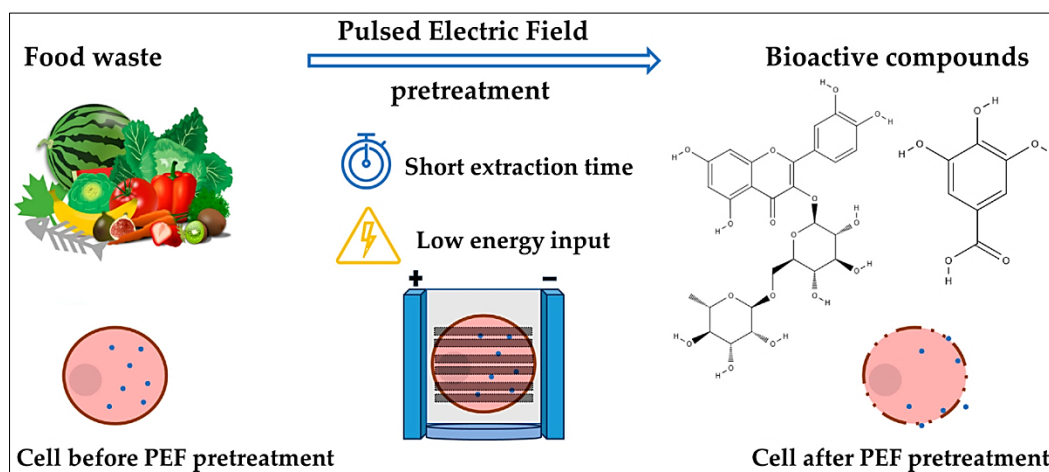 Pulsed Electric Field
Food waste
Bioactive compounds
pretreatment
Short extraction time
Low energy input
+ −
Cell before PEF pretreatment
Cell after PEF pretreatment